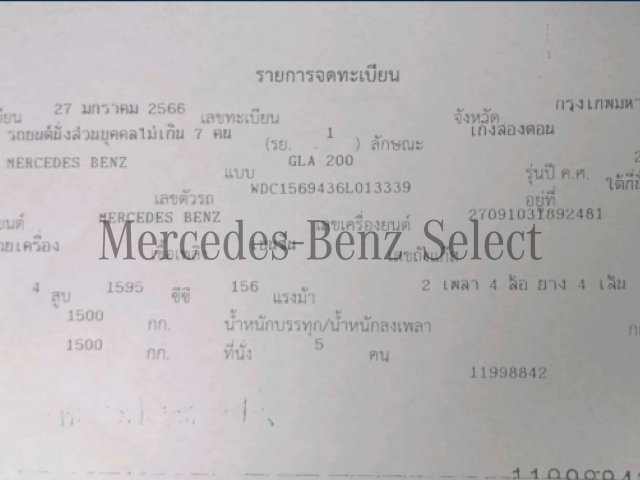 รายการจดทะเบียน
27 มกราคม 2566 เลขทะเบียน จังหวัด กรุงเทพมหา
รถยนต์นั่งส่วนบุคคลไม่เกิน 7 คน (รย. 1 ) ลักษณะ เก๋งสองตอน
MERCEDES BENZ แบบ GLA 200 รุ่นปี ค.ศ. 2
เลขตัวรถ WDC1569436L013339 อยู่ที่
MERCEDES BENZ เลขเครื่องยนต์ 27091031892481
Mercedes-Benz Select
4 สูบ 1595 ซีซี 156 แรงม้า 2 เพลา 4 ล้อ ยาง 4 เส้น
1500 กก. น้ำหนักบรรทุก/น้ำหนักลงเพลา
1500 กก. ที่นั่ง 5 คน
11998842